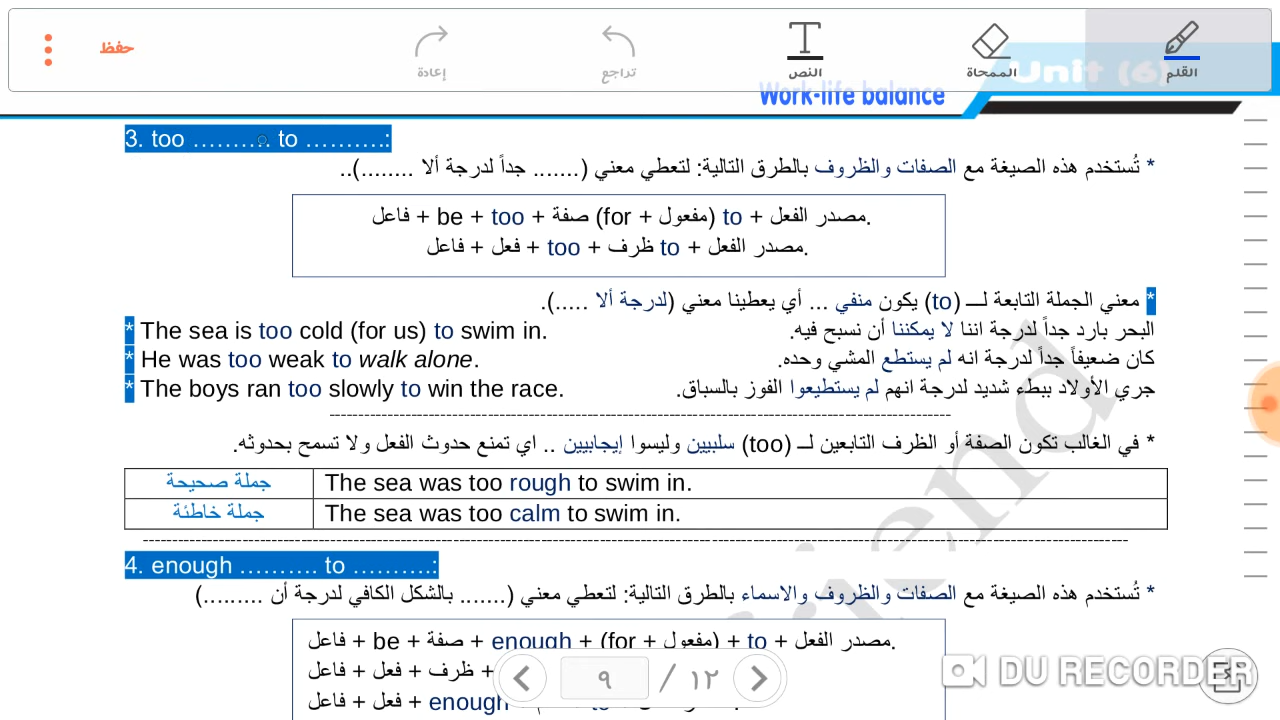 حفظ
إعادة
تراجع
النص
الممحاة
القلم
Unit (6)
Work-life balance
3. too ………. to ……….:
* تُستخدم هذه الصيغة مع الصفات والظروف بالطرق التالية: لتعطي معني (....... جداً لدرجة ألا ........)..
فاعل + be + too + صفة (for + مفعول) to + مصدر الفعل.
فاعل + فعل + too + ظرف to + مصدر الفعل.
* معني الجملة التابعة لــ (to) يكون منفي ... أي يعطينا معني (لدرجة ألا .....).
* The sea is too cold (for us) to swim in. البحر بارد جداً لدرجة اننا لا يمكننا أن نسبح فيه.
* He was too weak to walk alone. كان ضعيفاً جداً لدرجة انه لم يستطع المشي وحده.
* The boys ran too slowly to win the race. جري الأولاد ببطء شديد لدرجة انهم لم يستطيعوا الفوز بالسباق.
* في الغالب تكون الصفة أو الظرف التابعين لــ (too) سلبيين وليسوا إيجابيين .. اي تمنع حدوث الفعل ولا تسمح بحدوثه.
جملة صحيحة The sea was too rough to swim in.
جملة خاطئة The sea was too calm to swim in.
4. enough ………. to ……….:
* تُستخدم هذه الصيغة مع الصفات والظروف والاسماء بالطرق التالية: لتعطي معني (....... بالشكل الكافي لدرجة أن .........)
فاعل + be + صفة + enough + (for + مفعول) + to + مصدر الفعل.
فاعل + فعل + ظرف +
فاعل + فعل + enough
٩ / ١٢
DU RECORDER